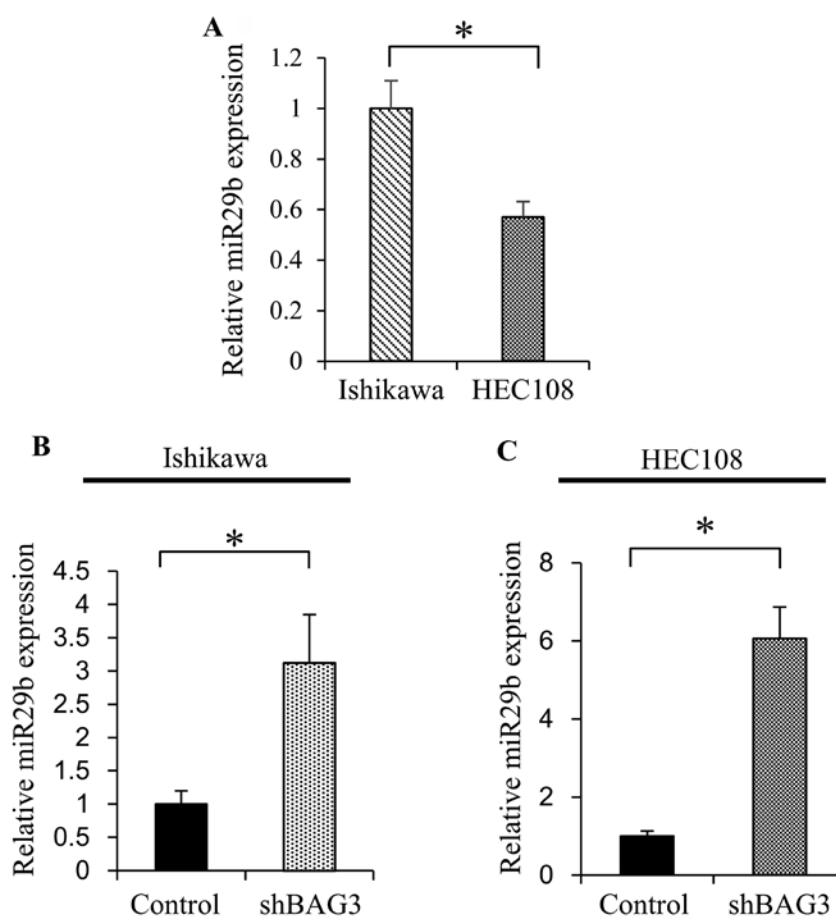 A
*
Relative miR29b expression
1.2
1
0.8
0.6
0.4
0.2
0
Ishikawa HEC108
B
Ishikawa
*
Relative miR29b expression
4.5
4
3.5
3
2.5
2
1.5
1
0.5
0
Control shBAG3
C
HEC108
*
Relative miR29b expression
8
6
4
2
0
Control shBAG3